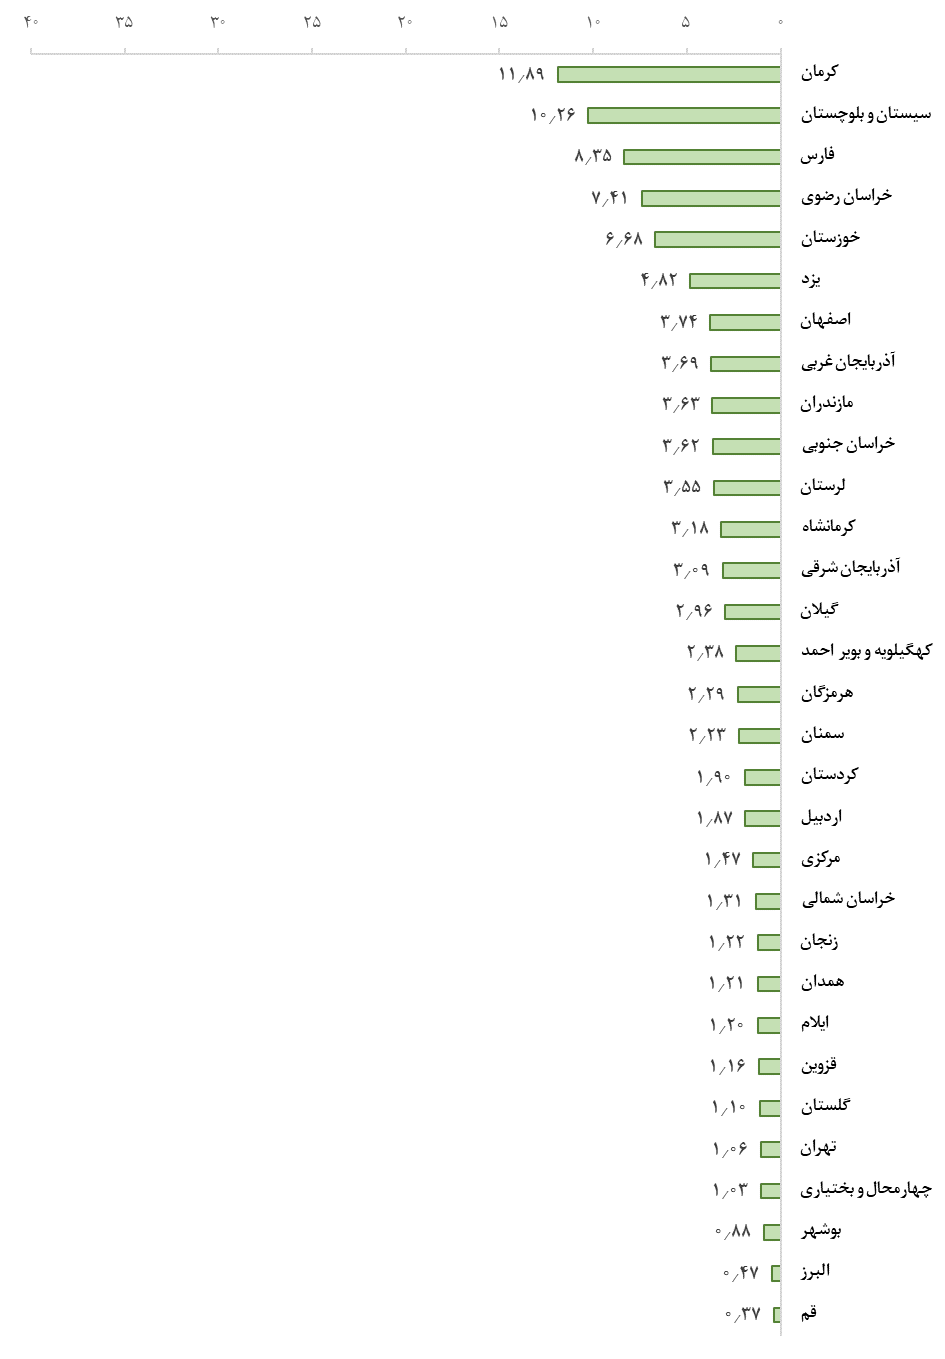 ۰ ۵ ۱۰ ۱۵ ۲۰ ۲۵ ۳۰ ۳۵ ۴۰
کرمان ۱۱٫۸۹
سیستان و بلوچستان ۱۰٫۲۶
فارس ۸٫۳۵
خراسان رضوی ۷٫۴۱
خوزستان ۶٫۶۸
یزد ۴٫۸۲
اصفهان ۳٫۷۴
آذربایجان غربی ۳٫۶۹
مازندران ۳٫۶۳
خراسان جنوبی ۳٫۶۲
لرستان ۳٫۵۵
کرمانشاه ۳٫۱۸
آذربایجان شرقی ۳٫۰۹
گیلان ۲٫۹۶
کهگیلویه و بویر احمد ۲٫۳۸
هرمزگان ۲٫۲۹
سمنان ۲٫۲۳
کردستان ۱٫۹۰
اردبیل ۱٫۸۷
مرکزی ۱٫۴۷
خراسان شمالی ۱٫۳۱
زنجان ۱٫۲۲
همدان ۱٫۲۱
ایلام ۱٫۲۰
قزوین ۱٫۱۶
گلستان ۱٫۱۰
تهران ۱٫۰۶
چهارمحال و بختیاری ۱٫۰۳
بوشهر ۰٫۸۸
البرز ۰٫۴۷
قم ۰٫۳۷